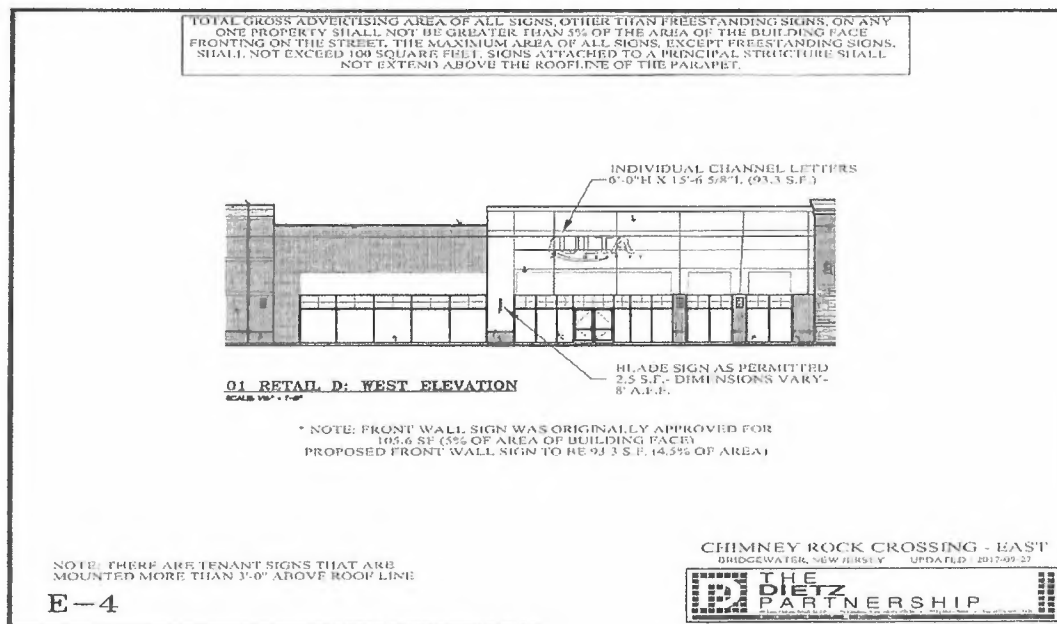 TOTAL GROSS ADVERTISING AREA OF ALL SIGNS, OTHER THAN FREESTANDING SIGNS, ON ANY
ONE PROPERTY SHALL NOT BE GREATER THAN 5% OF THE AREA OF THE BUILDING FACE
FRONTING ON THE STREET. THE MAXIMUM AREA OF ALL SIGNS, EXCEPT FREESTANDING SIGNS,
SHALL NOT EXCEED 100 SQUARE FEET. SIGNS ATTACHED TO A PRINCIPAL STRUCTURE SHALL
NOT EXTEND ABOVE THE ROOFLINE OF THE PARAPET.
INDIVIDUAL CHANNEL LETTERS
6'-0"H X 15'-6 5/8"L (93.3 S.F.)
ULTA
BLADE SIGN AS PERMITTED
2.5 S.F.- DIMENSIONS VARY-
8' A.F.F.
01 RETAIL D: WEST ELEVATION
* NOTE: FRONT WALL SIGN WAS ORIGINALLY APPROVED FOR
105.6 SF (5% OF AREA OF BUILDING FACE)
PROPOSED FRONT WALL SIGN TO BE 93.3 S.F. (4.5% OF AREA)
NOTE: THERE ARE TENANT SIGNS THAT ARE
MOUNTED MORE THAN 3'-0" ABOVE ROOF LINE
E-4
CHIMNEY ROCK CROSSING - EAST
BRIDGEWATER, NEW JERSEY UPDATED: 2017-09-27
THE
DIETZ
PARTNERSHIP